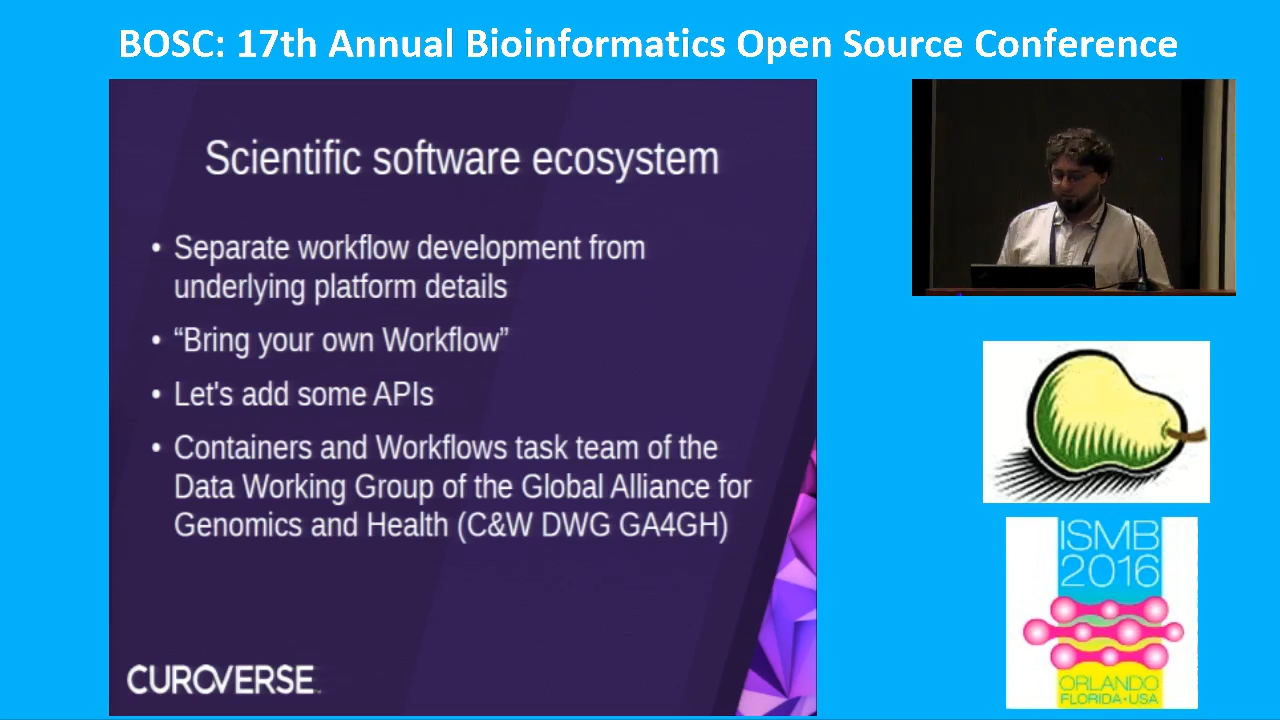 BOSC: 17th Annual Bioinformatics Open Source Conference
Scientific software ecosystem
• Separate workflow development from
underlying platform details
• “Bring your own Workflow”
• Let's add some APIs
• Containers and Workflows task team of the
Data Working Group of the Global Alliance for
Genomics and Health (C&W DWG GA4GH)
CUROVERSE
ISMB
2016
ORLANDO
FLORIDA•USA